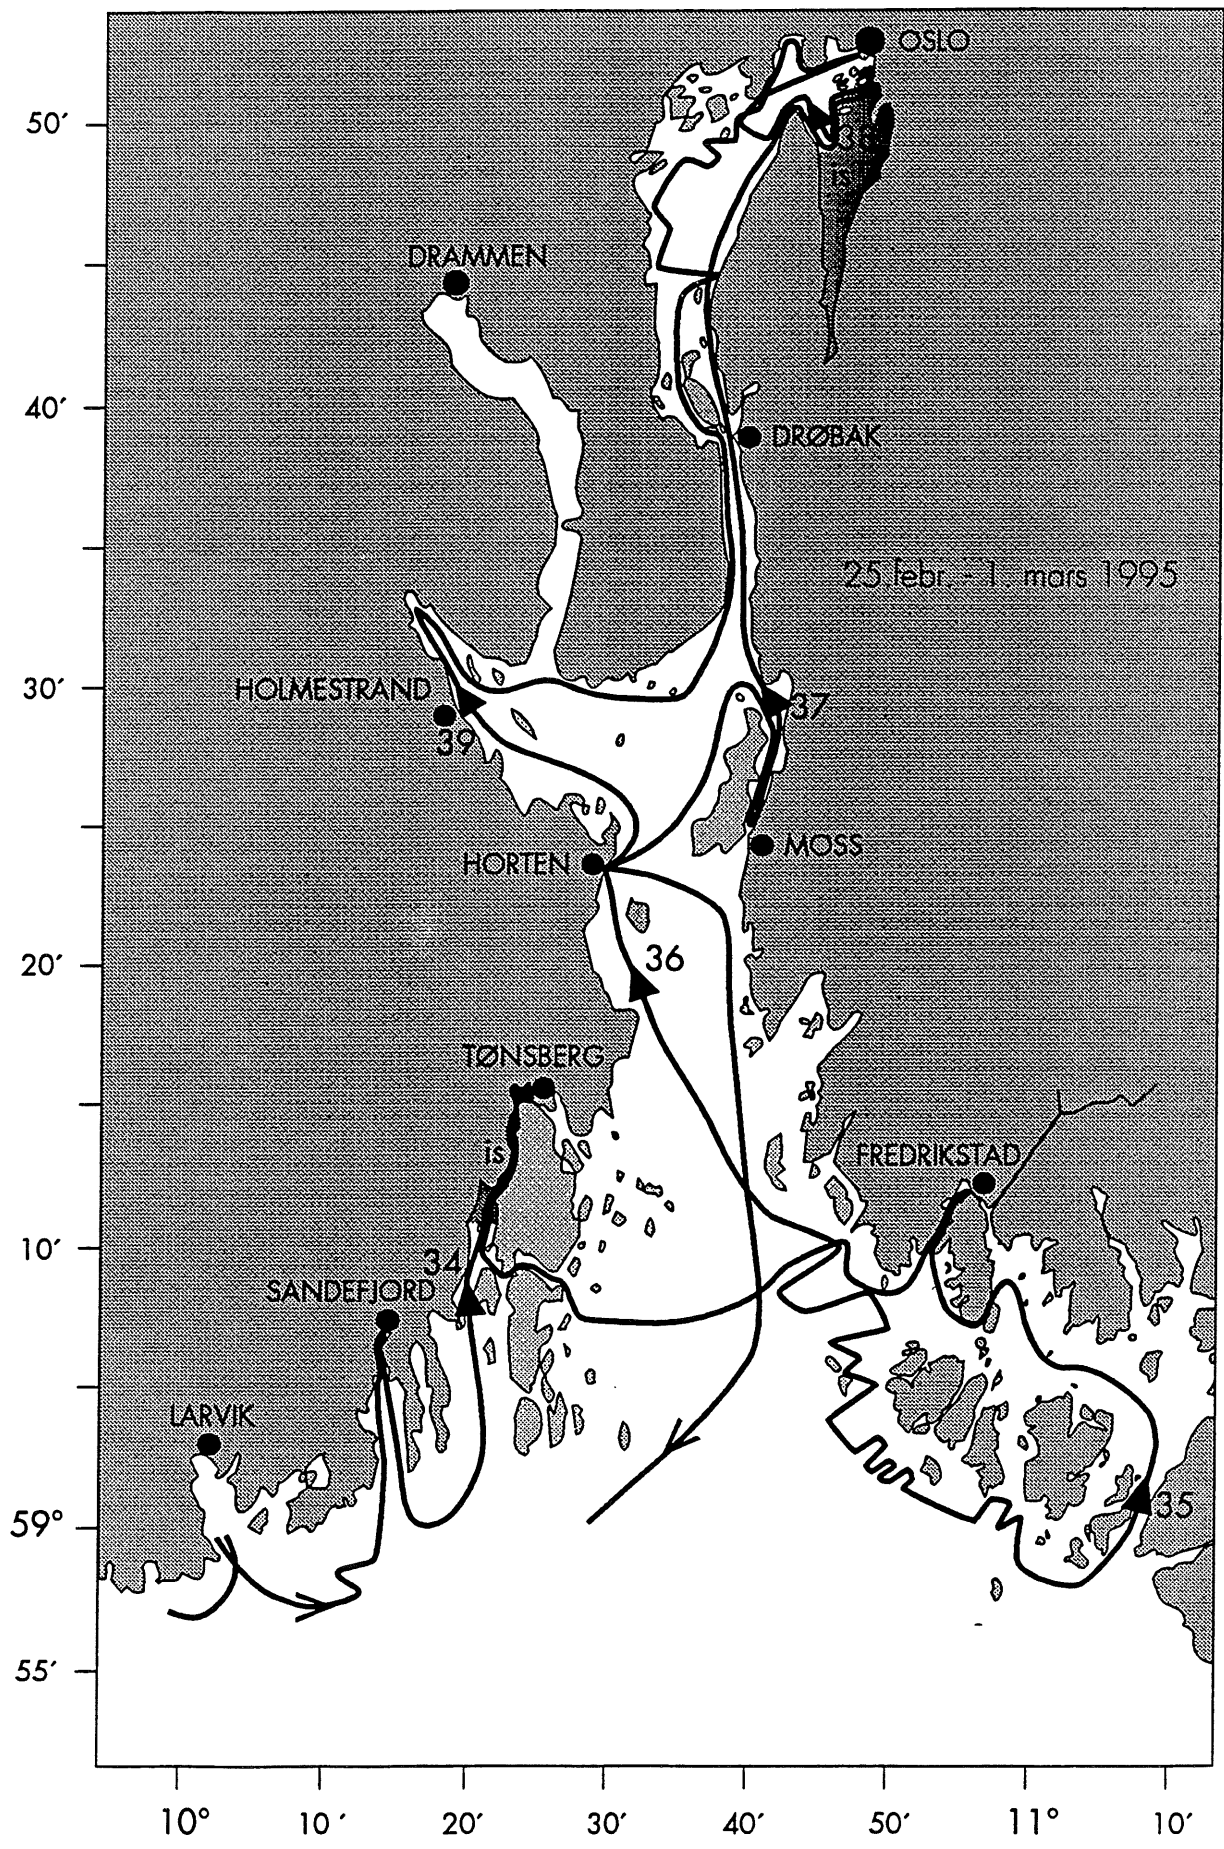 OSLO
50′
38
is
DRAMMEN
40′
DRØBAK
25.febr. - 1. mars 1995
30′
HOLMESTRAND
37
39
MOSS
HORTEN
20′
36
TØNSBERG
is
FREDRIKSTAD
10′
34
SANDEFJORD
LARVIK
59°
35
55′
10° 10′ 20′ 30′ 40′ 50′ 11° 10′